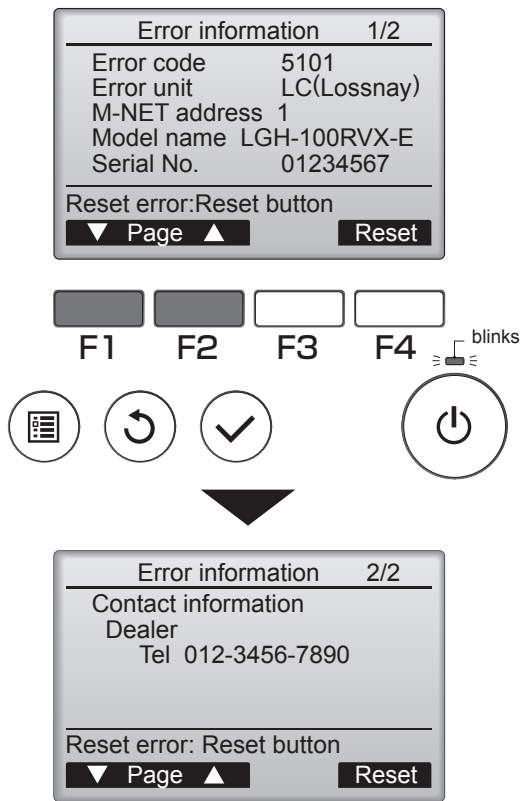 Error information 1/2
Error code 5101
Error unit LC(Lossnay)
M-NET address 1
Model name LGH-100RVX-E
Serial No. 01234567
Reset error:Reset button
▼ Page ▲ Reset
F1 F2 F3 F4
blinks
Error information 2/2
Contact information
Dealer
Tel 012-3456-7890
Reset error: Reset button
▼ Page ▲ Reset